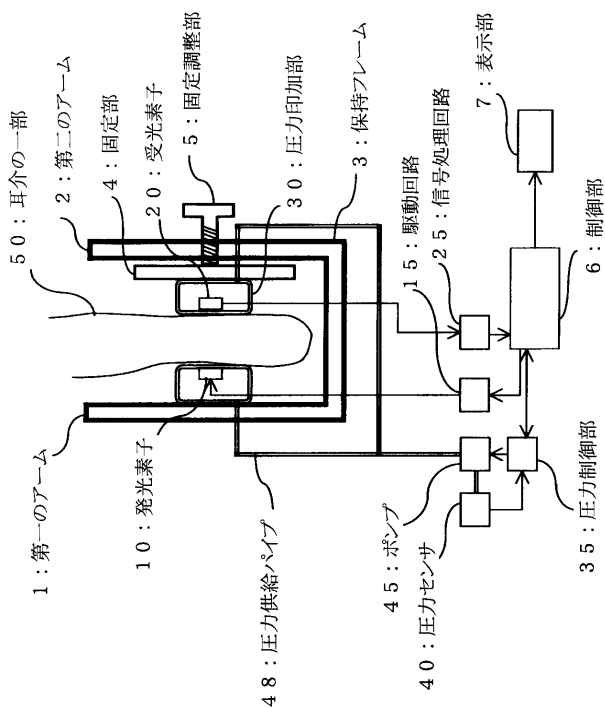 50：耳介の一部
2：第二のアーム
4：固定部
20：受光素子
5：固定調整部
30：圧力印加部
3：保持フレーム
15：駆動回路
25：信号処理回路
6：制御部
7：表示部
1：第一のアーム
10：発光素子
48：圧力供給パイプ
45：ポンプ
40：圧力センサ
35：圧力制御部